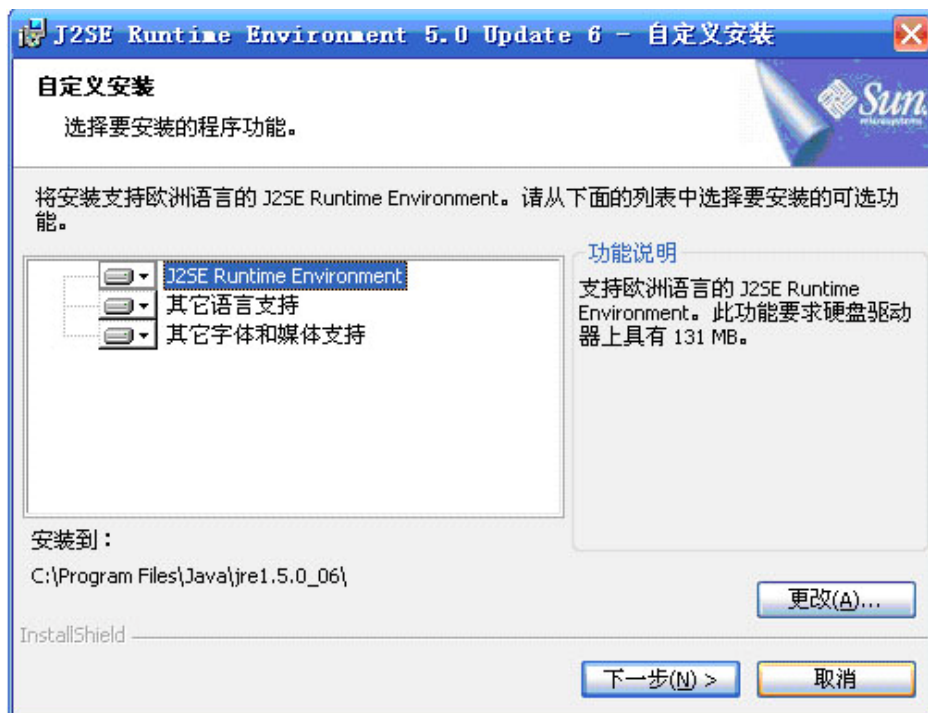 J2SE Runtime Environment 5.0 Update 6 - 自定义安装
自定义安装
选择要安装的程序功能。
Sun
microsystems
将安装支持欧洲语言的 J2SE Runtime Environment。请从下面的列表中选择要安装的可选功
能。
J2SE Runtime Environment
其它语言支持
其它字体和媒体支持
功能说明
支持欧洲语言的 J2SE Runtime
Environment。此功能要求硬盘驱动
器上具有 131 MB。
安装到：
C:\Program Files\Java\jre1.5.0_06\
更改(A)...
InstallShield
下一步(N) >
取消